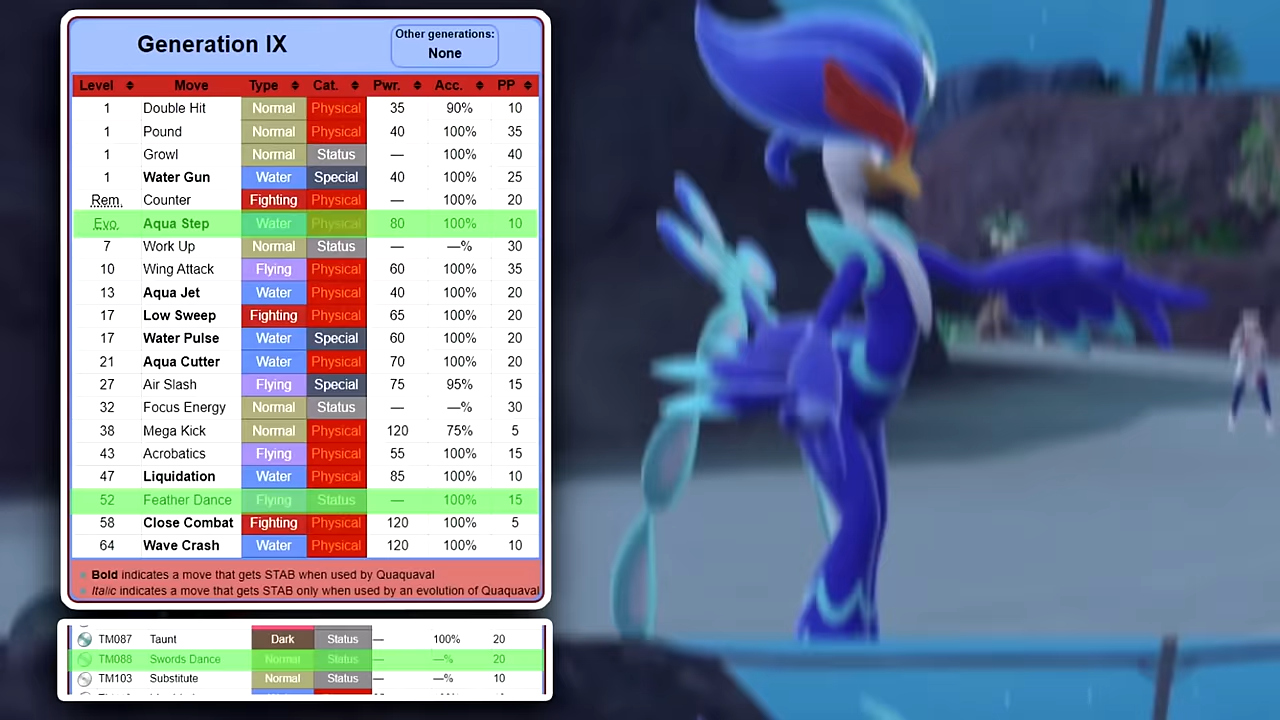 Generation IX
Other generations:
None
Level Move Type Cat. Pwr. Acc. PP
1 Double Hit Normal Physical 35 90% 10
1 Pound Normal Physical 40 100% 35
1 Growl Normal Status — 100% 40
1 Water Gun Water Special 40 100% 25
Rem. Counter Fighting Physical — 100% 20
Evo. Aqua Step Water Physical 80 100% 10
7 Work Up Normal Status — —% 30
10 Wing Attack Flying Physical 60 100% 35
13 Aqua Jet Water Physical 40 100% 20
17 Low Sweep Fighting Physical 65 100% 20
17 Water Pulse Water Special 60 100% 20
21 Aqua Cutter Water Physical 70 100% 20
27 Air Slash Flying Special 75 95% 15
32 Focus Energy Normal Status — —% 30
38 Mega Kick Normal Physical 120 75% 5
43 Acrobatics Flying Physical 55 100% 15
47 Liquidation Water Physical 85 100% 10
52 Feather Dance Flying Status — 100% 15
58 Close Combat Fighting Physical 120 100% 5
64 Wave Crash Water Physical 120 100% 10
Bold indicates a move that gets STAB when used by Quaquaval
Italic indicates a move that gets STAB only when used by an evolution of Quaquaval
TM087 Taunt Dark Status — 100% 20
TM088 Swords Dance Normal Status — —% 20
TM103 Substitute Normal Status — —% 10